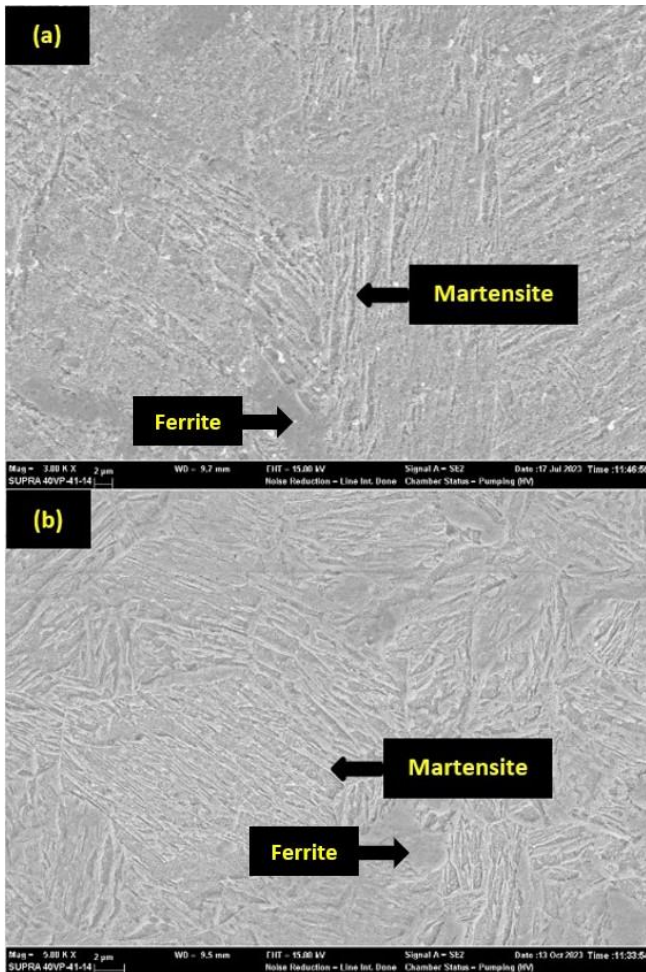 (a)
Martensite
Ferrite
Mag = 3.00 K X 2 µm WD = 9.7 mm EHT = 15.00 kV Signal A = SE2 Date :17 Jul 2023 Time :11:46:56
SUPRA 40VP-41-14 Noise Reduction = Line Int. Done Chamber Status = Pumping (HV)
(b)
Martensite
Ferrite
Mag = 5.00 K X 2 µm WD = 9.5 mm EHT = 15.00 kV Signal A = SE2 Date :13 Oct 2023 Time :11:33:54
SUPRA 40VP-41-14 Noise Reduction = Line Int. Done Chamber Status = Pumping (HV)